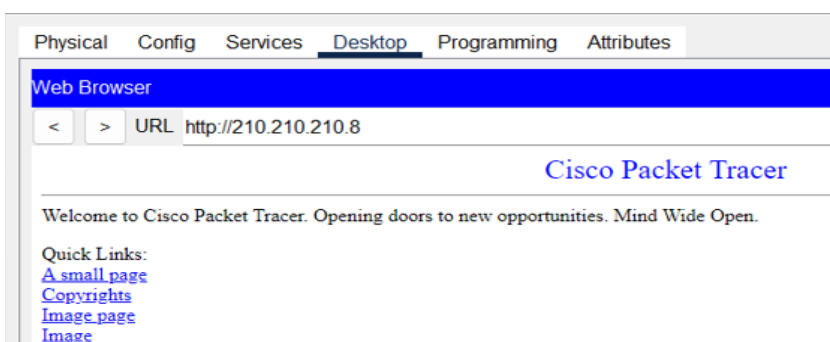 Physical Config Services Desktop Programming Attributes
Web Browser
< > URL http://210.210.210.8
Cisco Packet Tracer
Welcome to Cisco Packet Tracer. Opening doors to new opportunities. Mind Wide Open.
Quick Links:
A small page
Copyrights
Image page
Image